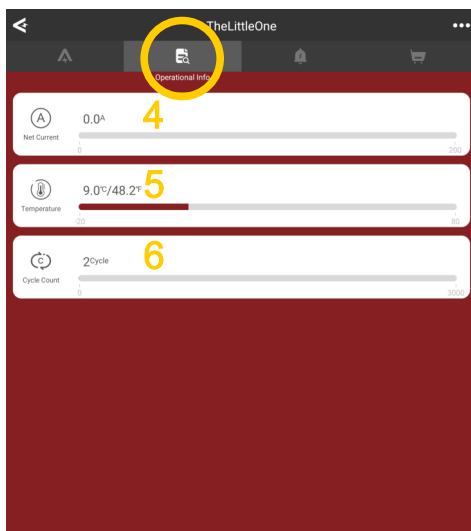 TheLittleOne
Operational Info
4
A
0.0A
Net Current
0
200
5
9.0°C/48.2°F
Temperature
-20
80
6
C
2Cycle
Cycle Count
0
3000